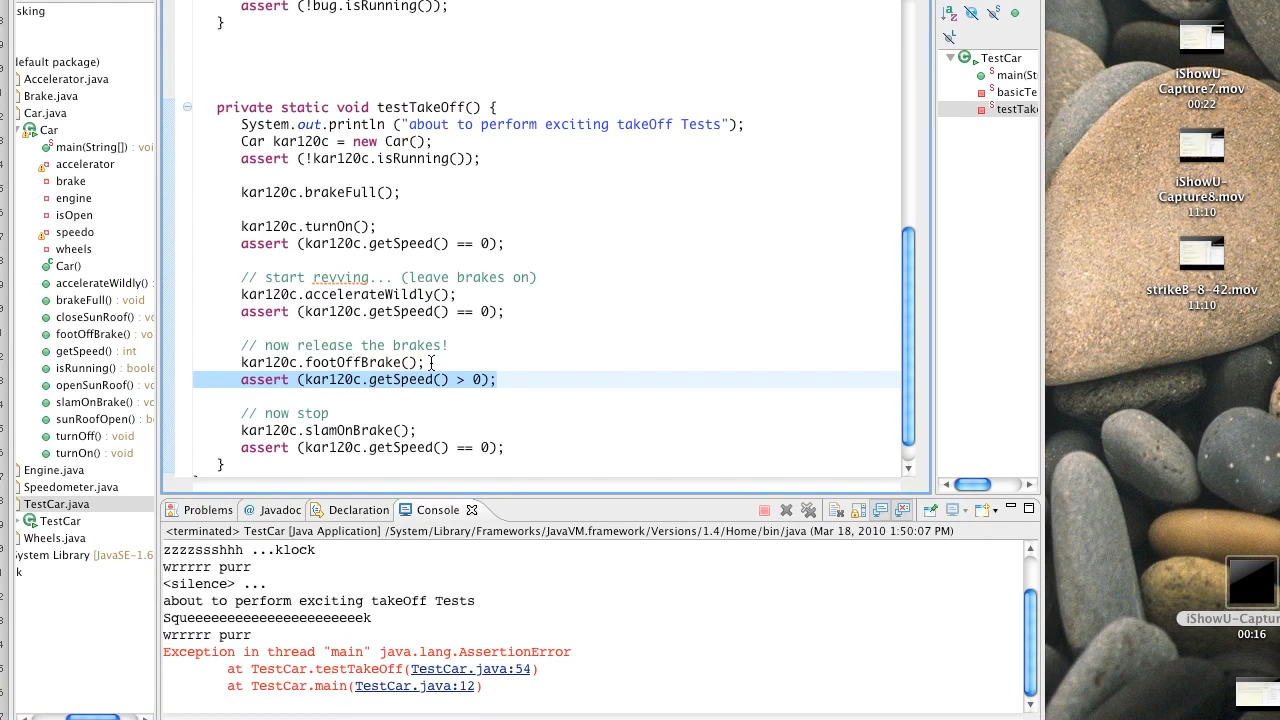 sking
efault package)
Accelerator.java
Brake.java
Car.java
Car
main(String[]) : voi
accelerator
brake
engine
isOpen
speedo
wheels
Car()
accelerateWildly() :
brakeFull() : void
closeSunRoof() : voi
footOffBrake() : vo
getSpeed() : int
isRunning() : boole
openSunRoof() : vo
slamOnBrake() : vo
sunRoofOpen() : b
turnOff() : void
turnOn() : void
Engine.java
Speedometer.java
TestCar.java
TestCar
Wheels.java
ystem Library [JavaSE-1.6
k
assert (!bug.isRunning());
}
private static void testTakeOff() {
System.out.println ("about to perform exciting takeOff Tests");
Car kar120c = new Car();
assert (!kar120c.isRunning());
kar120c.brakeFull();
kar120c.turnOn();
assert (kar120c.getSpeed() == 0);
// start revving... (leave brakes on)
kar120c.accelerateWildly();
assert (kar120c.getSpeed() == 0);
// now release the brakes!
kar120c.footOffBrake();
assert (kar120c.getSpeed() > 0);
// now stop
kar120c.slamOnBrake();
assert (kar120c.getSpeed() == 0);
}
TestCar
main(St
basicTe
testTake
Problems Javadoc Declaration Console
<terminated> TestCar [Java Application] /System/Library/Frameworks/JavaVM.framework/Versions/1.4/Home/bin/java (Mar 18, 2010 1:50:07 PM)
zzzzssshhh ...klock
wrrrrr purr
<silence> ...
about to perform exciting takeOff Tests
Squeeeeeeeeeeeeeeeeeeeeeek
wrrrrr purr
Exception in thread "main" java.lang.AssertionError
at TestCar.testTakeOff(TestCar.java:54)
at TestCar.main(TestCar.java:12)
iShowU-
Capture7.mov
00:22
iShowU-
Capture8.mov
11:10
strikeB-8-42.mov
11:10
iShowU-Captur
00:16